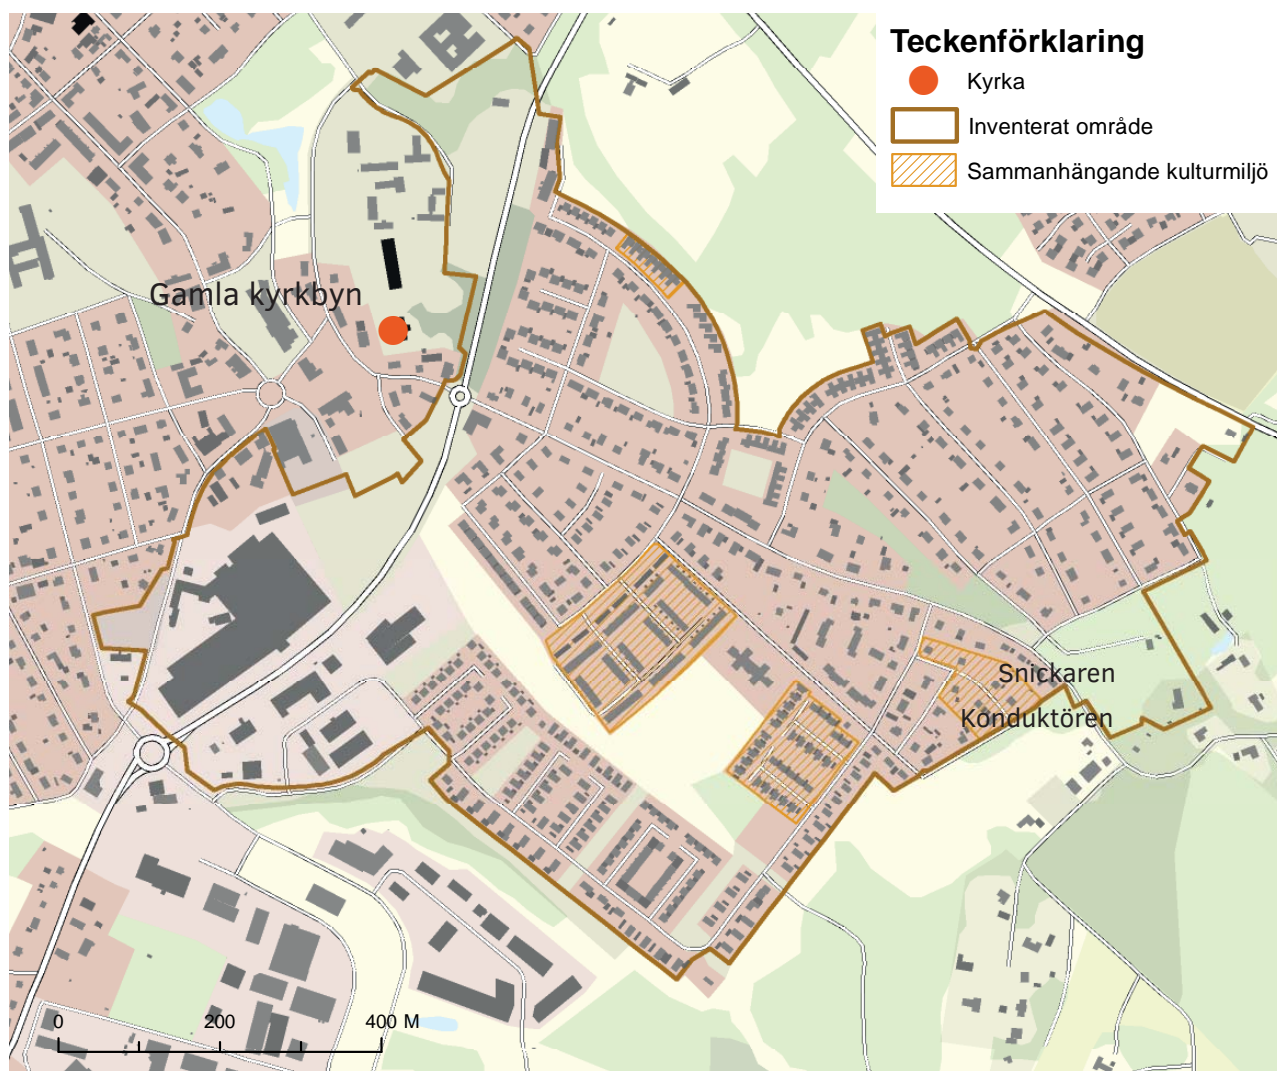 Teckenförklaring
Kyrka
Inventerat område
Sammanhängande kulturmiljö
Gamla kyrkbyn
Snickaren
Konduktören
0 200 400 M